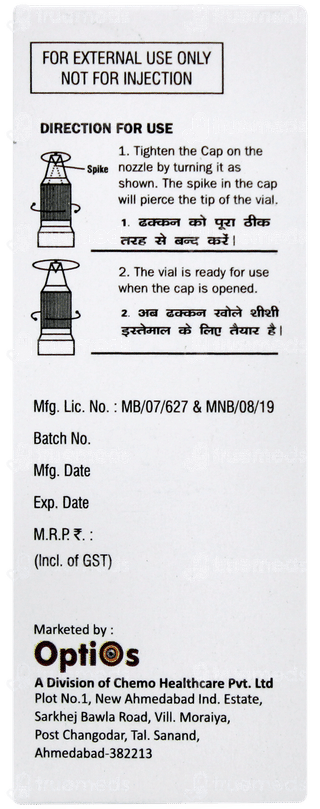 FOR EXTERNAL USE ONLY
NOT FOR INJECTION
DIRECTION FOR USE
Spike
1. Tighten the Cap on the
nozzle by turning it as
shown. The spike in the cap
will pierce the tip of the vial.
१. ढक्कन को पूरा ठीक
तरह से बन्द करें।
2. The vial is ready for use
when the cap is opened.
२. अब ढक्कन खोले शीशी
इस्तेमाल के लिए तैयार है।
Mfg. Lic. No. : MB/07/627 & MNB/08/19
Batch No.
Mfg. Date
Exp. Date
M.R.P. ₹. :
(Incl. of GST)
Marketed by :
OptiOs
A Division of Chemo Healthcare Pvt. Ltd
Plot No.1, New Ahmedabad Ind. Estate,
Sarkhej Bawla Road, Vill. Moraiya,
Post Changodar, Tal. Sanand,
Ahmedabad-382213